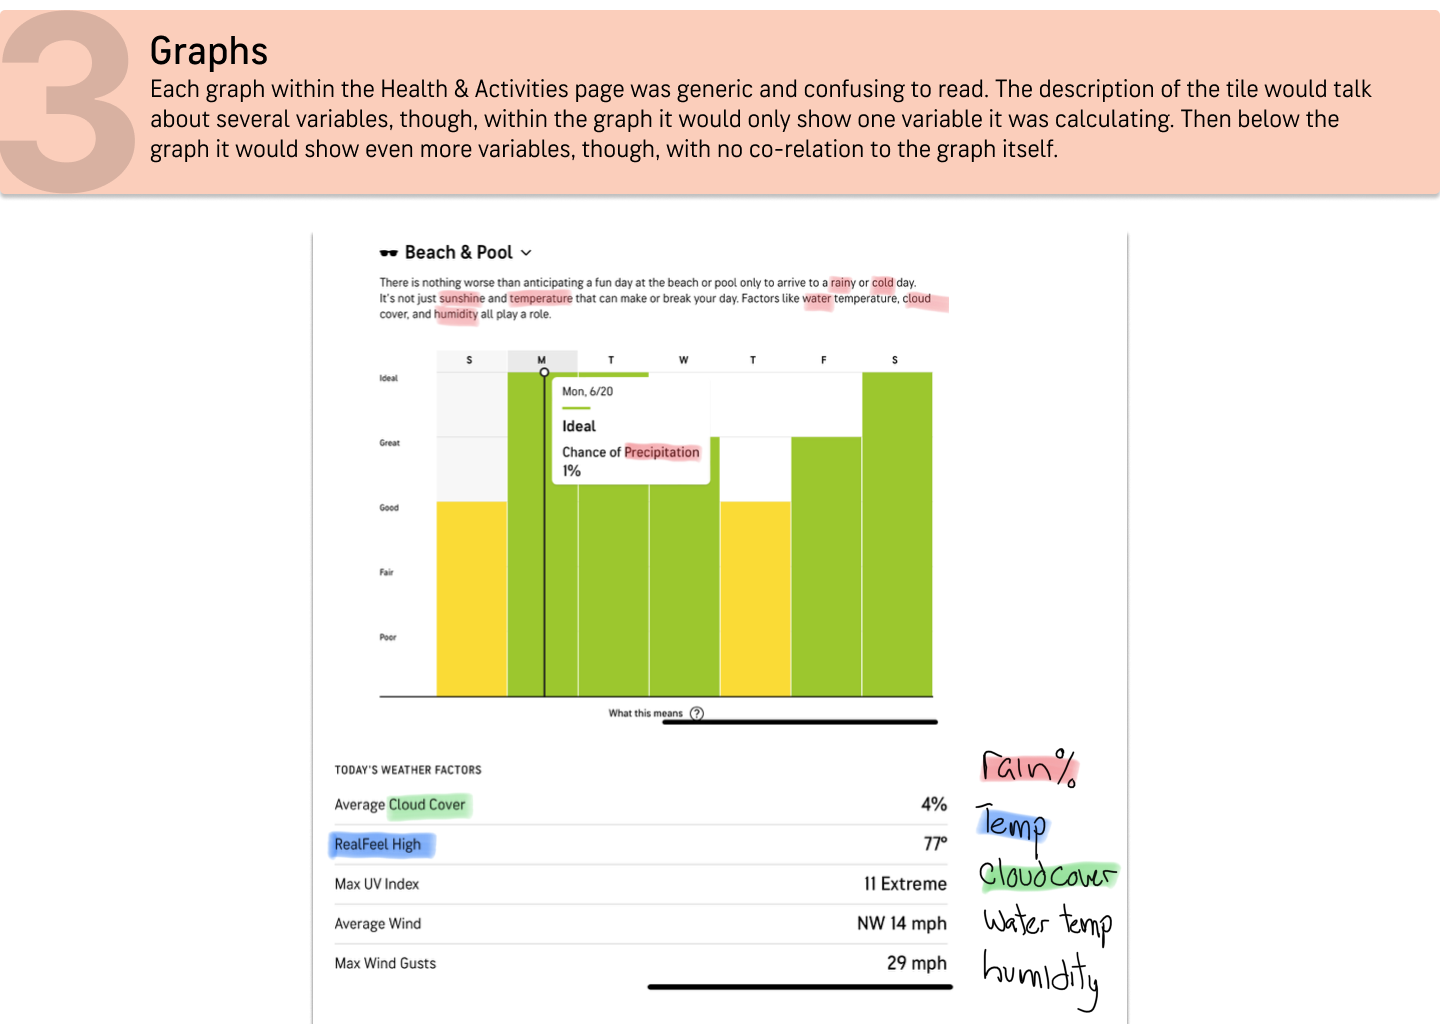 3
Graphs
Each graph within the Health & Activities page was generic and confusing to read. The description of the tile would talk
about several variables, though, within the graph it would only show one variable it was calculating. Then below the
graph it would show even more variables, though, with no co-relation to the graph itself.
Beach & Pool
There is nothing worse than anticipating a fun day at the beach or pool only to arrive to a rainy or cold day.
It's not just sunshine and temperature that can make or break your day. Factors like water temperature, cloud
cover, and humidity all play a role.
S M T W T F S
Ideal
Great
Good
Fair
Poor
Mon, 6/20
Ideal
Chance of Precipitation
1%
What this means ?
TODAY'S WEATHER FACTORS
Average Cloud Cover 4%
RealFeel High 77°
Max UV Index 11 Extreme
Average Wind NW 14 mph
Max Wind Gusts 29 mph
rain%
Temp
Cloudcover
Water temp
humidity